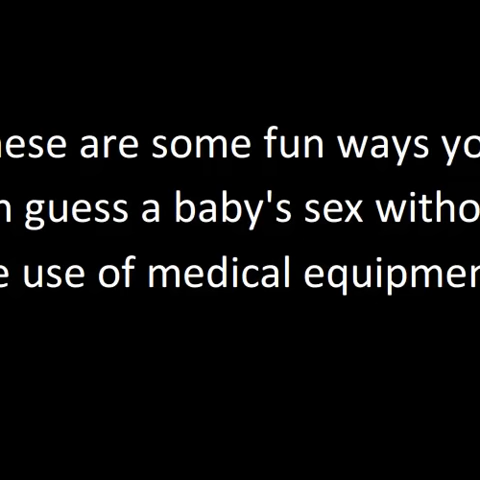 hese are some fun ways yo
n guess a baby's sex witho
e use of medical equipmen